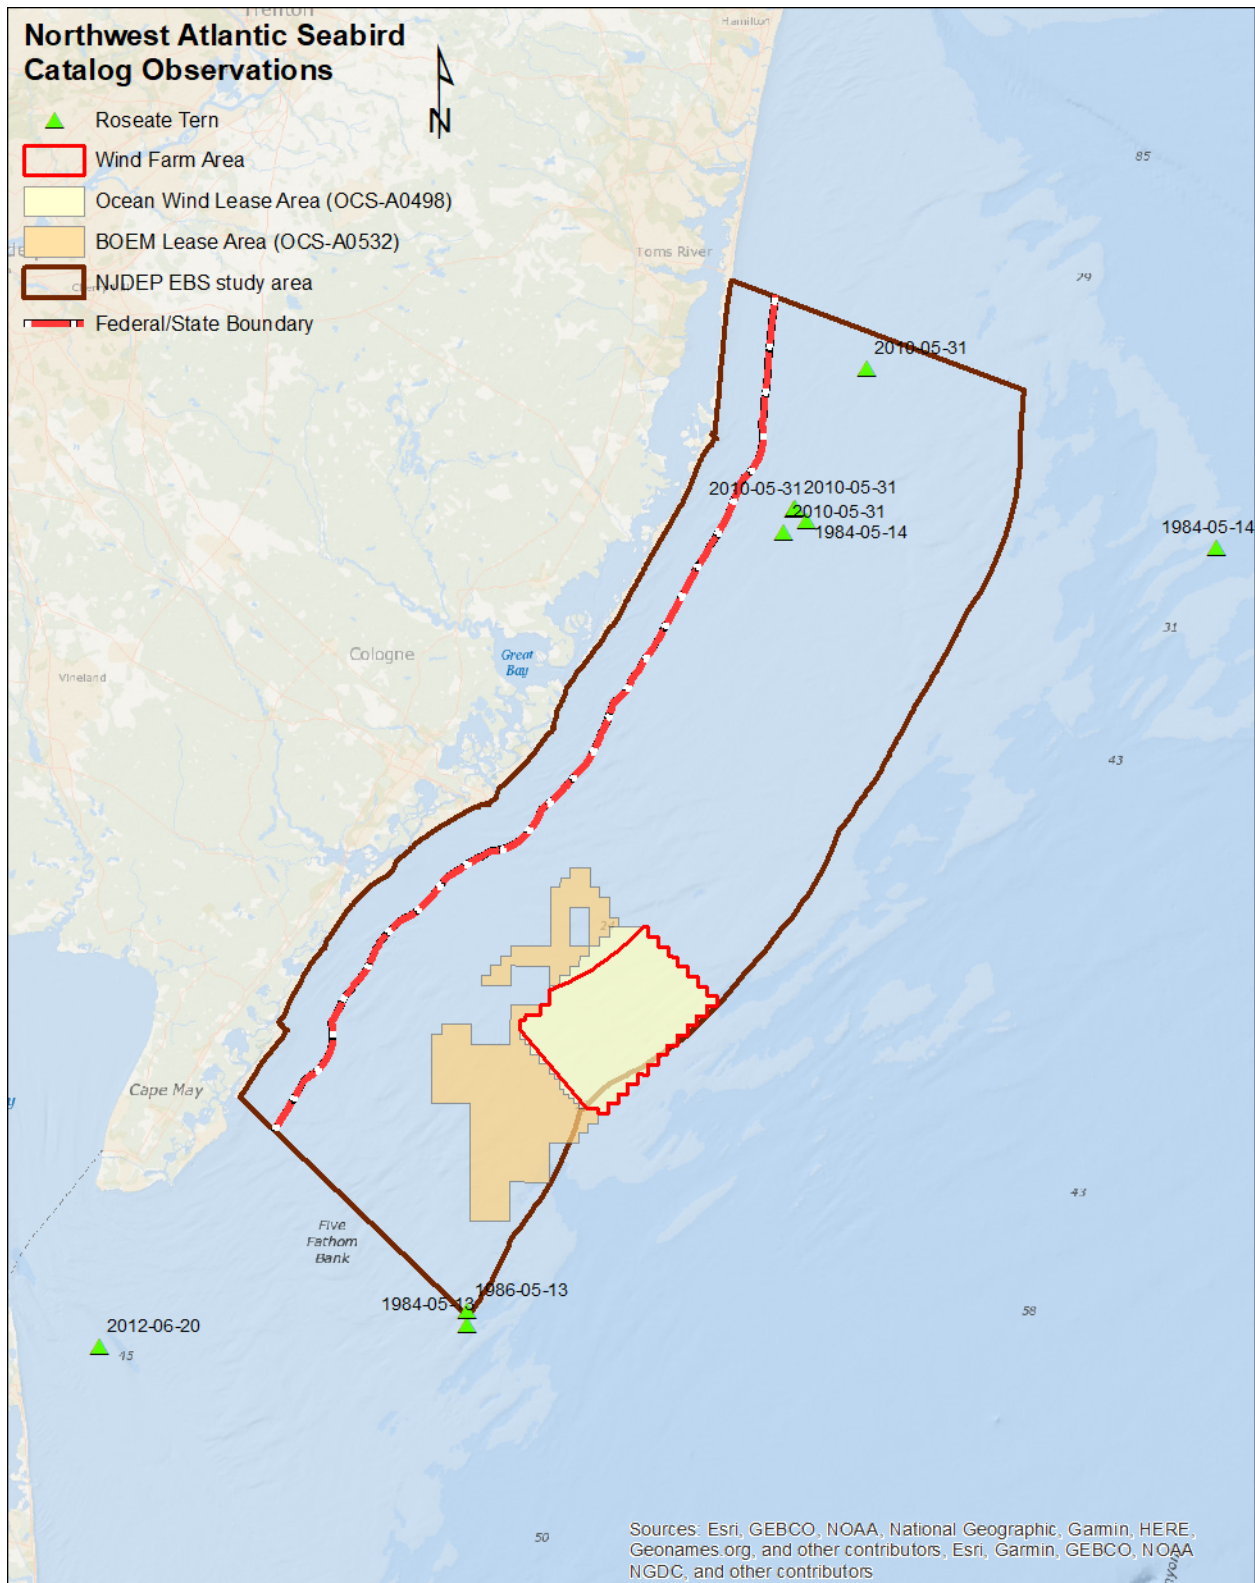 Trenton
Hamilton
Northwest Atlantic Seabird
Catalog Observations
N
Roseate Tern
Wind Farm Area
Ocean Wind Lease Area (OCS-A0498)
BOEM Lease Area (OCS-A0532)
NJDEP EBS study area
Federal/State Boundary
85
Toms River
29
2010-05-31
2010-05-31
2010-05-31
2010-05-31
1984-05-14
1984-05-14
31
Cologne
Great
Bay
Vineland
43
Cape May
43
Five
Fathom
Bank
1986-05-13
1984-05-13
58
2012-06-20
45
50
Sources: Esri, GEBCO, NOAA, National Geographic, Garmin, HERE,
Geonames.org, and other contributors, Esri, Garmin, GEBCO, NOAA
NGDC, and other contributors